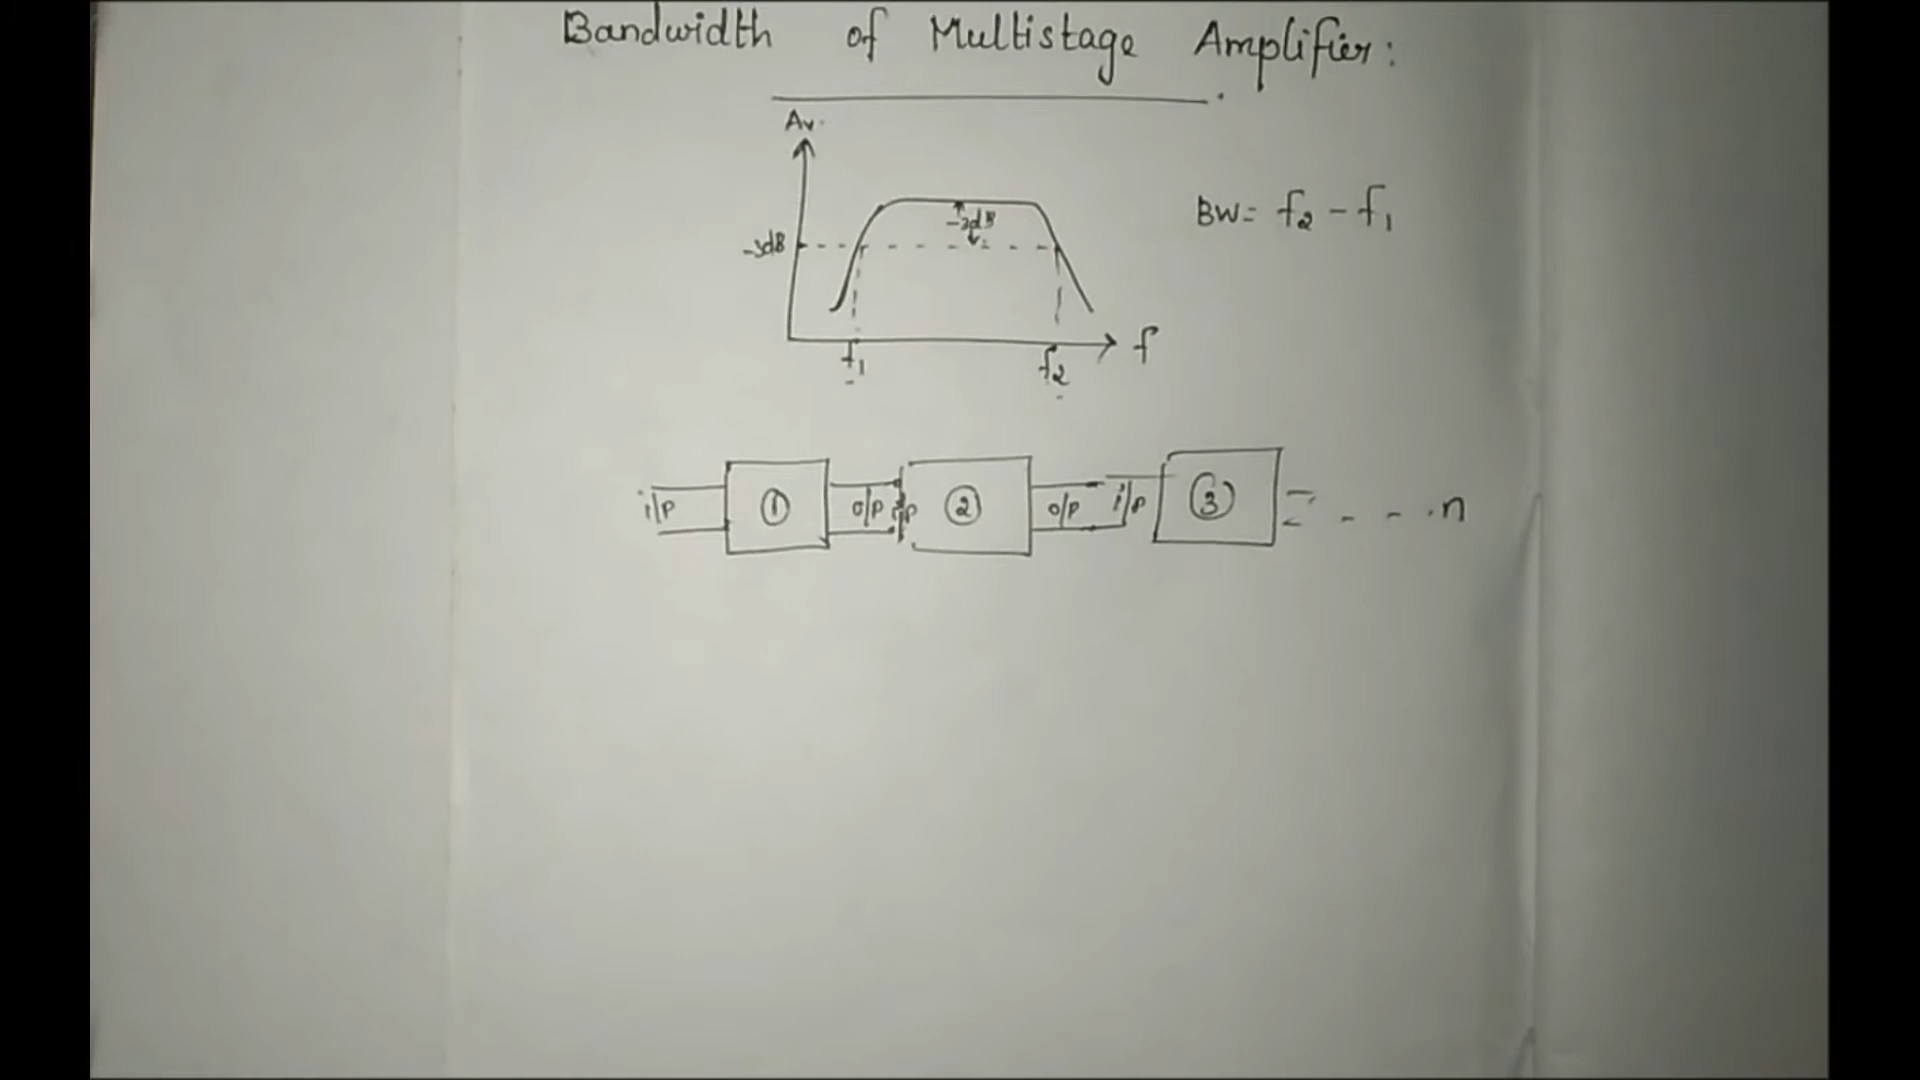 Bandwidth of Multistage Amplifier:
Av.
BW = f2 - f1
-3dB
-3dB
f
f1
f2
i/p 1 o/p i/p 2 o/p i/p 3 - - - . n